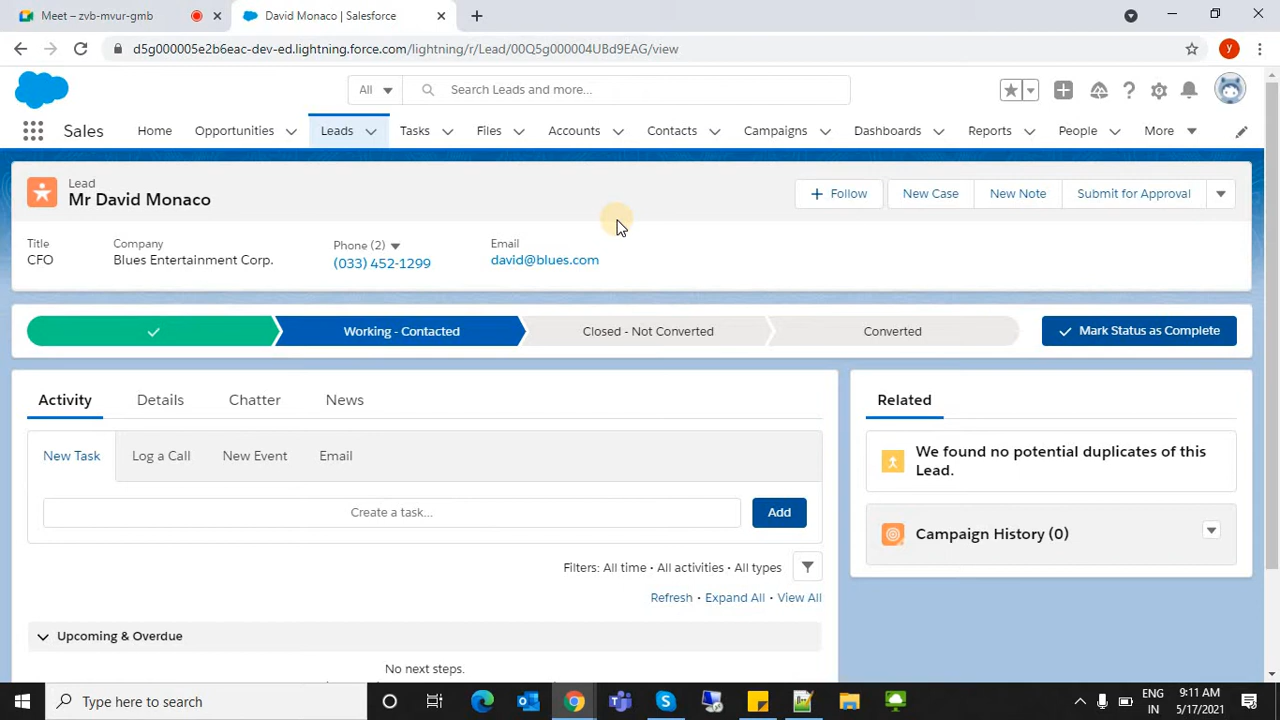 Meet – zvb-mvur-gmb
David Monaco | Salesforce
d5g000005e2b6eac-dev-ed.lightning.force.com/lightning/r/Lead/00Q5g000004UBd9EAG/view
y
All
Search Leads and more...
Sales
Home
Opportunities
Leads
Tasks
Files
Accounts
Contacts
Campaigns
Dashboards
Reports
People
More
Lead
Mr David Monaco
Follow
New Case
New Note
Submit for Approval
Title
Company
Phone (2)
Email
CFO
Blues Entertainment Corp.
(033) 452-1299
david@blues.com
Working - Contacted
Closed - Not Converted
Converted
Mark Status as Complete
Activity
Details
Chatter
News
Related
New Task
Log a Call
New Event
Email
We found no potential duplicates of this
Lead.
Create a task...
Add
Campaign History (0)
Filters: All time • All activities • All types
Refresh • Expand All • View All
Upcoming & Overdue
No next steps.
Type here to search
ENG
IN
9:11 AM
5/17/2021